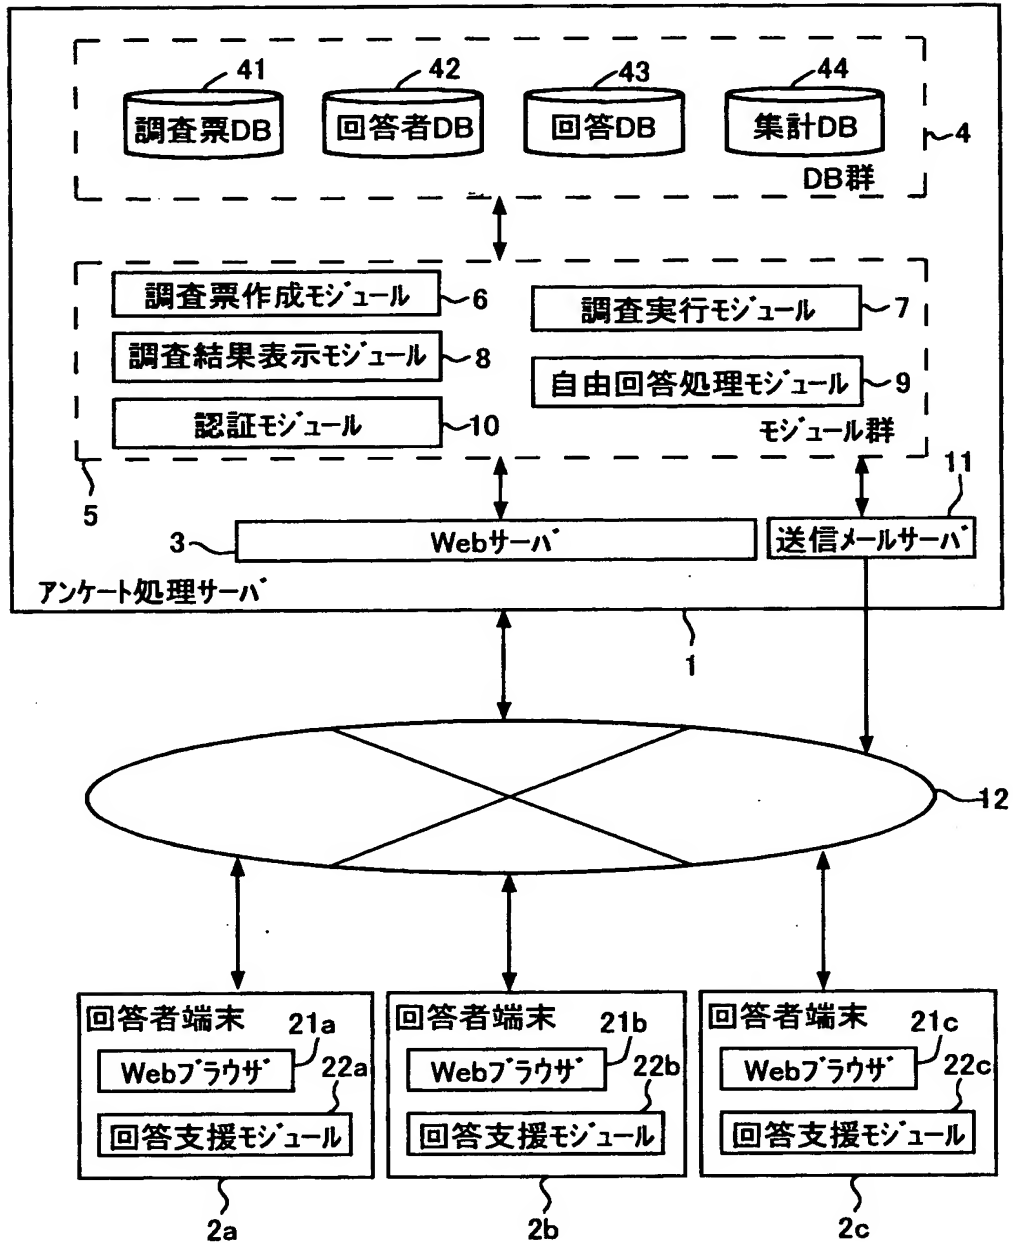 41
42
43
44
調査票DB
回答者DB
回答DB
集計DB
4
DB群
調査票作成モジュール
6
調査実行モジュール
7
調査結果表示モジュール
8
自由回答処理モジュール
9
認証モジュール
10
モジュール群
5
11
3
Webサーバ
送信メールサーバ
アンケート処理サーバ
1
12
回答者端末
21a
Webブラウザ
22a
回答支援モジュール
2a
回答者端末
21b
Webブラウザ
22b
回答支援モジュール
2b
回答者端末
21c
Webブラウザ
22c
回答支援モジュール
2c